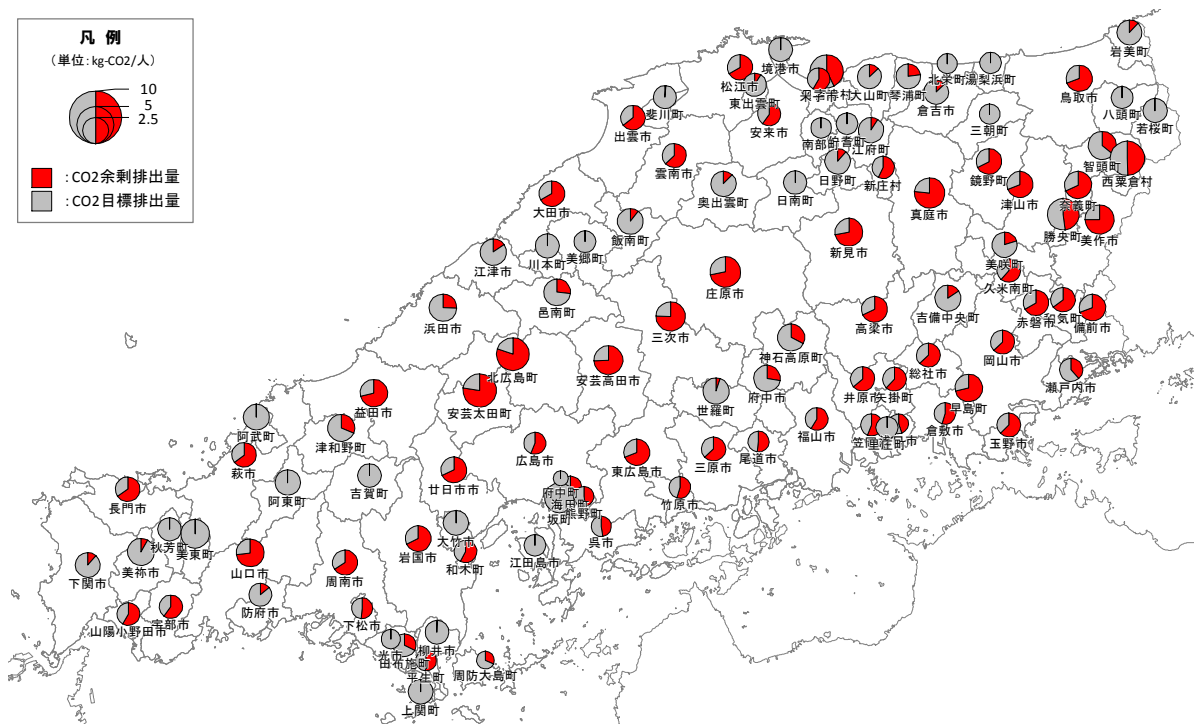 凡 例
（単位：kg-CO2/人）
10
5
2.5
：CO2余剰排出量
：CO2目標排出量
岩美町
境港市
松江市
東出雲町
大山町
琴浦町
北栄町
湯梨浜町
倉吉市
鳥取市
八頭町
若桜町
斐川町
出雲市
安来市
南部町
江府町
三朝町
智頭町
西粟倉村
雲南市
奥出雲町
日南町
日野町
新庄村
鏡野町
津山市
奈義町
真庭市
勝央町
美作市
大田市
飯南町
美郷町
川本町
江津市
新見市
美咲町
久米南町
邑南町
浜田市
庄原市
三次市
高梁市
吉備中央町
赤磐市
和気町
備前市
神石高原町
岡山市
総社市
瀬戸内市
北広島町
安芸高田市
安芸太田町
府中市
世羅町
井原市
矢掛町
早島町
益田市
阿武町
津和野町
福山市
里庄町
倉敷市
玉野市
萩市
広島市
東広島市
三原市
尾道市
長門市
阿東町
吉賀町
廿日市市
府中町
海田町
熊野町
坂町
竹原市
呉市
秋芳町
美東町
大竹市
岩国市
和木町
江田島市
下関市
美祢市
山口市
周南市
防府市
山陽小野田市
宇部市
下松市
光市
田布施町
柳井市
平生町
周防大島町
上関町